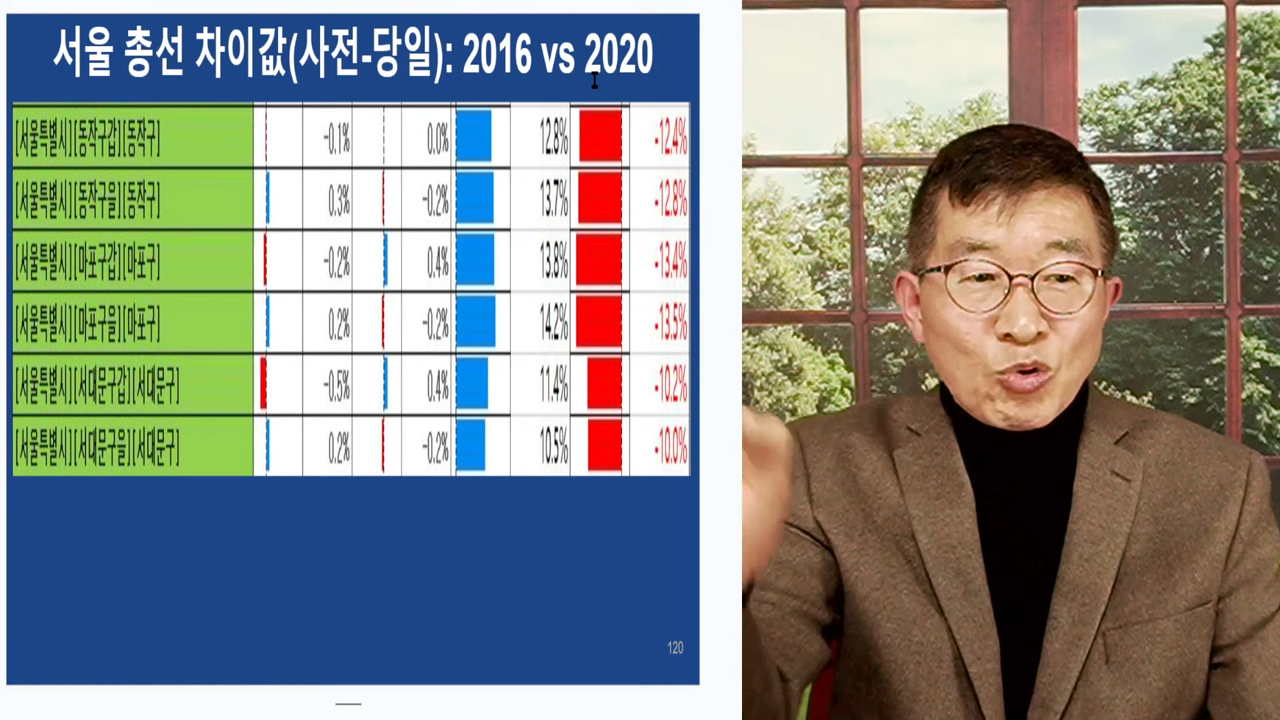 서울 총선 차이값(사전-당일): 2016 vs 2020
[서울특별시][동작구갑][동작구] -0.1% 0.0% 12.8% -12.4%
[서울특별시][동작구을][동작구] 0.3% -0.2% 13.7% -12.8%
[서울특별시][마포구갑][마포구] -0.2% 0.4% 13.8% -13.4%
[서울특별시][마포구을][마포구] 0.2% -0.2% 14.2% -13.5%
[서울특별시][서대문구갑][서대문구] -0.5% 0.4% 11.4% -10.2%
[서울특별시][서대문구을][서대문구] 0.2% -0.2% 10.5% -10.0%
120